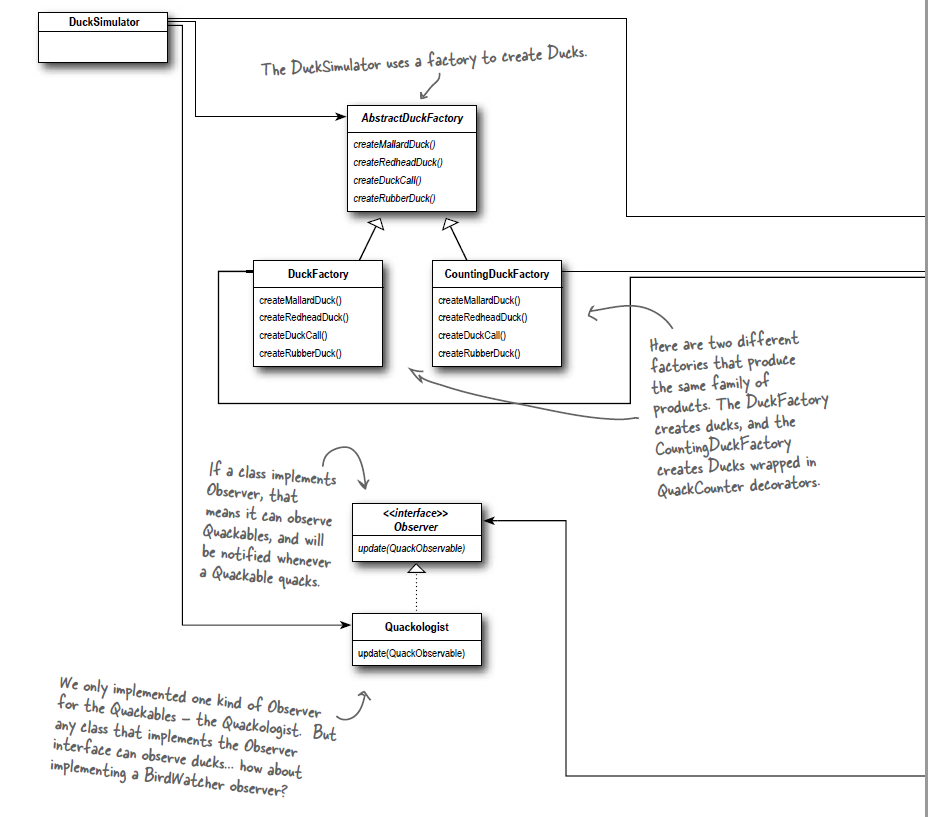 DuckSimulator
The DuckSimulator uses a factory to create Ducks.
AbstractDuckFactory
createMallardDuck()
createRedheadDuck()
createDuckCall()
createRubberDuck()
DuckFactory
createMallardDuck()
createRedheadDuck()
createDuckCall()
createRubberDuck()
CountingDuckFactory
createMallardDuck()
createRedheadDuck()
createDuckCall()
createRubberDuck()
Here are two different
factories that produce
the same family of
products. The DuckFactory
creates ducks, and the
CountingDuckFactory
creates Ducks wrapped in
QuackCounter decorators.
If a class implements
Observer, that
means it can observe
Quackables, and will
be notified whenever
a Quackable quacks.
<<interface>>
Observer
update(QuackObservable)
Quackologist
update(QuackObservable)
We only implemented one kind of Observer
for the Quackables – the Quackologist. But
any class that implements the Observer
interface can observe ducks... how about
implementing a BirdWatcher observer?